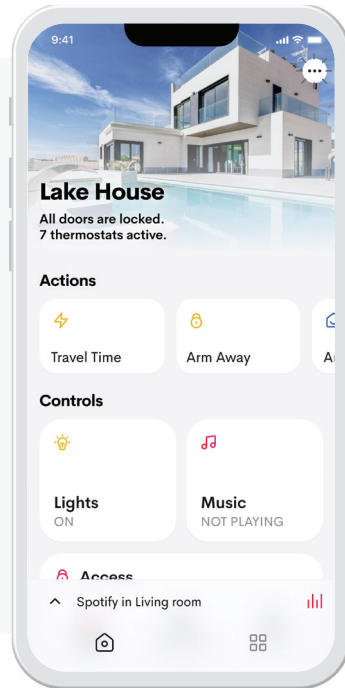 9:41
Lake House
All doors are locked.
7 thermostats active.
Actions
Travel Time
Arm Away
Controls
Lights
ON
Music
NOT PLAYING
Access
Spotify in Living room